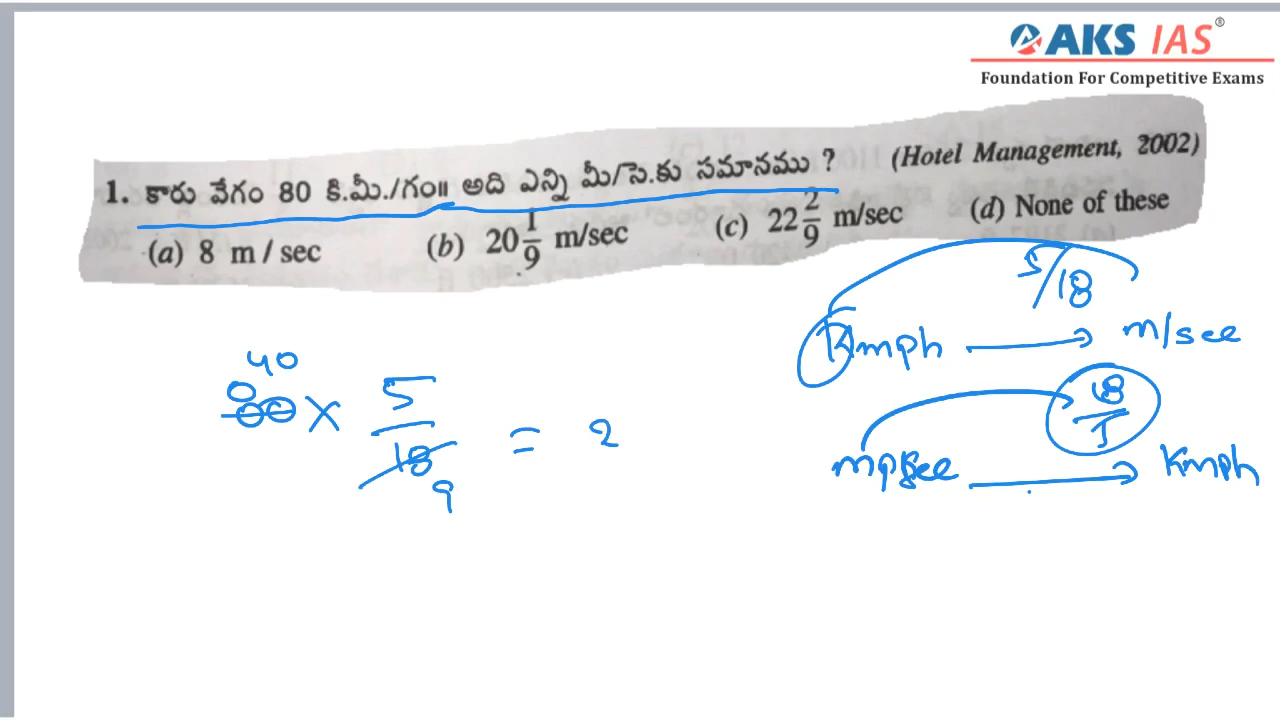 AKS IAS®
Foundation For Competitive Exams
1. కారు వేగం 80 కి.మీ./గం॥ అది ఎన్ని మీ/సె.కు సమానము ? (Hotel Management, 2002)
(a) 8 m / sec (b) 20 1/9 m/sec (c) 22 2/9 m/sec (d) None of these
5/18
Kmph → m/sec
18/5
mpsec → Kmph
40
80 × 5/18 = 2
9